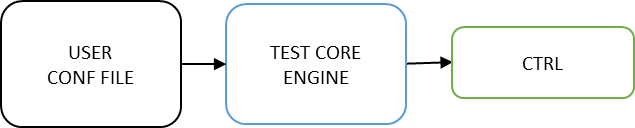 USER
CONF FILE
TEST CORE
ENGINE
CTRL